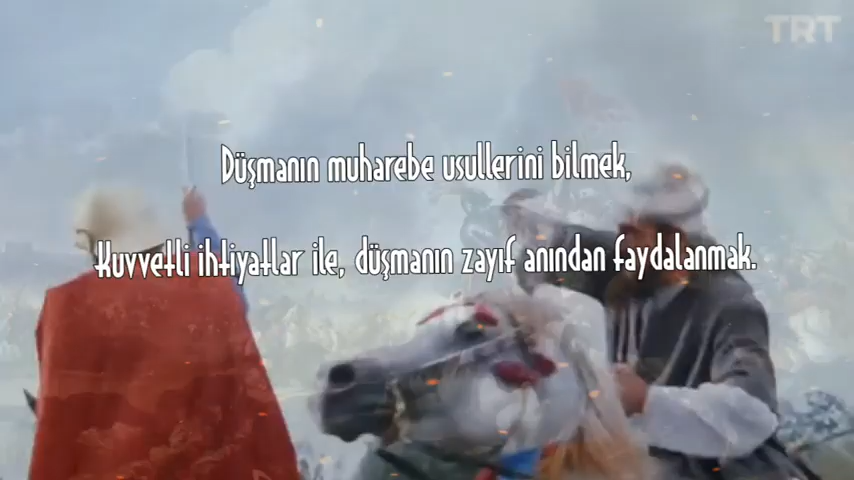 TRT
Düşmanın muharebe usullerini bilmek,
Kuvvetli ihtiyatlar ile, düşmanın zayıf anından faydalanmak.